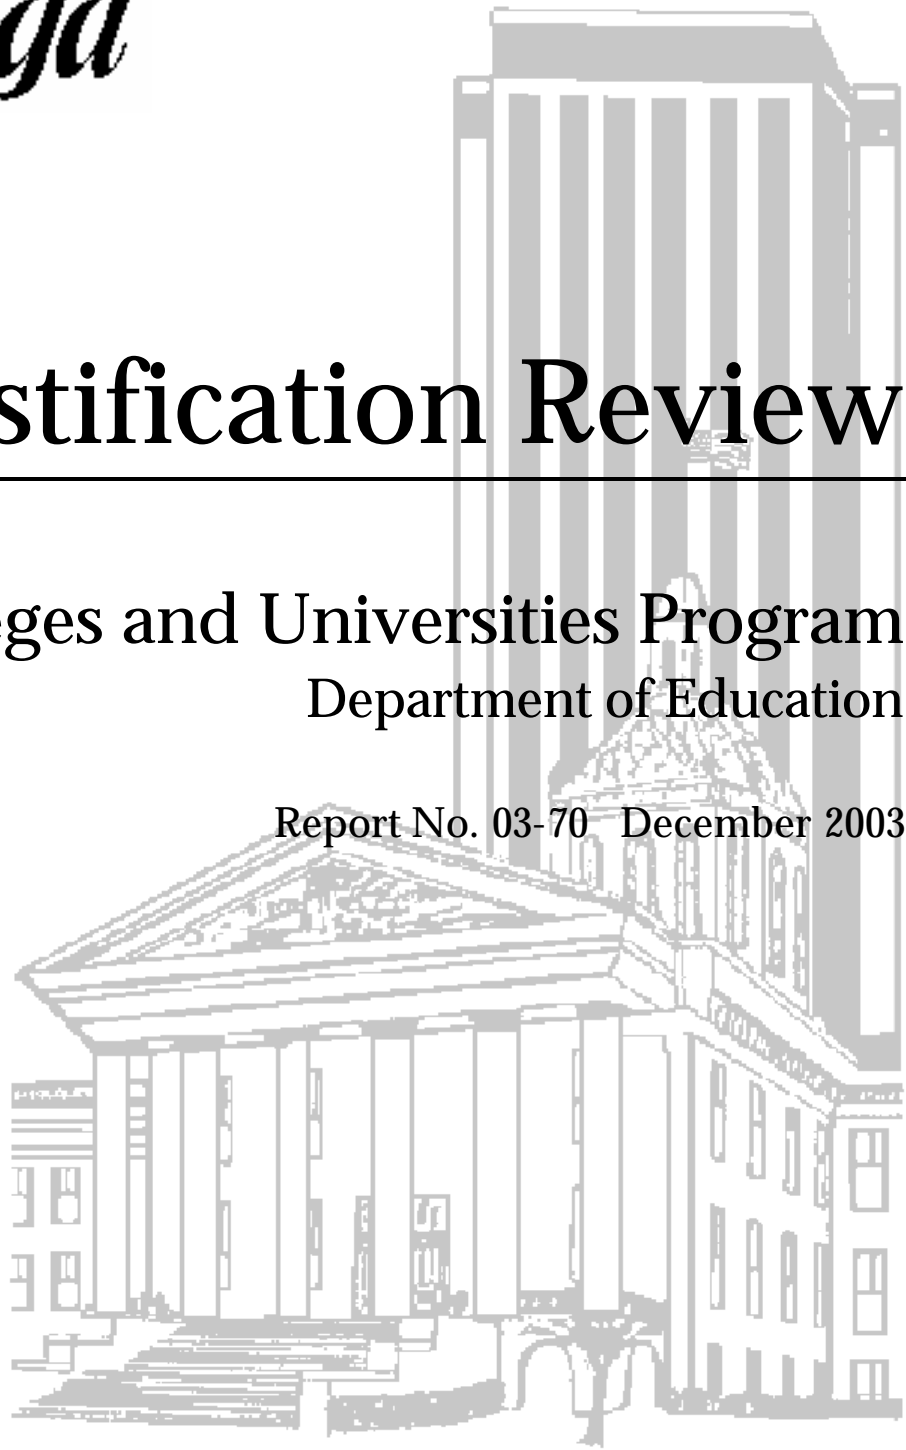 ga
stification Review
eges and Universities Program
Department of Education
Report No. 03-70 December 2003